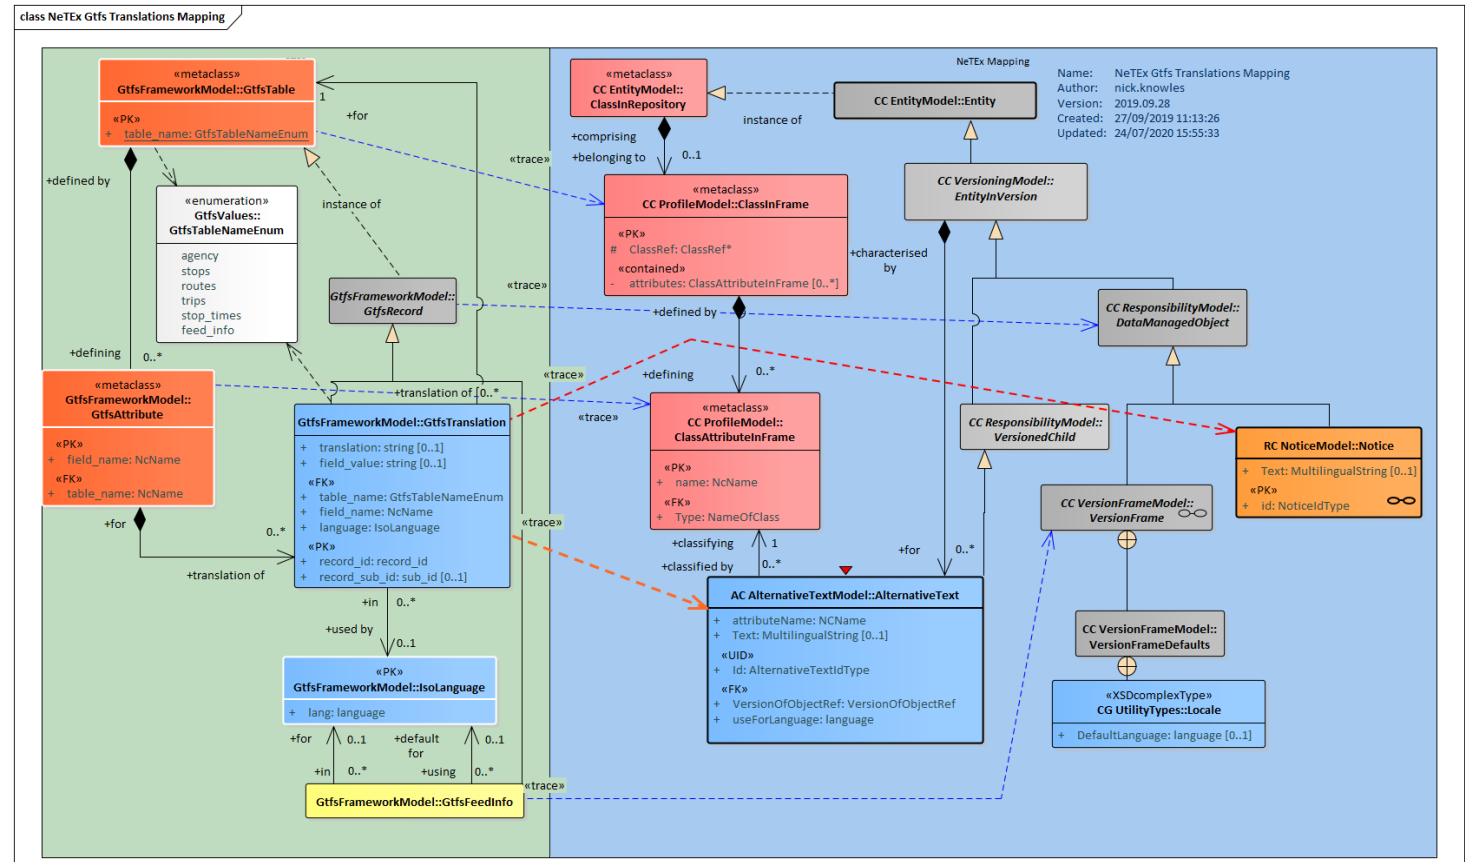 class NeTEx Gtfs Translations Mapping
NeTEx Mapping
Name: NeTEx Gtfs Translations Mapping
Author: nick.knowles
Version: 2019.09.28
Created: 27/09/2019 11:13:26
Updated: 24/07/2020 15:55:33
«metaclass»
GtfsFrameworkModel::GtfsTable
«PK»
+ table_name: GtfsTableNameEnum
1
+for
+defined by
«enumeration»
GtfsValues::
GtfsTableNameEnum
agency
stops
routes
trips
stop_times
feed_info
instance of
GtfsFrameworkModel::
GtfsRecord
+defining
0..*
«metaclass»
GtfsFrameworkModel::
GtfsAttribute
«PK»
+ field_name: NcName
«FK»
+ table_name: NcName
+for
0..*
+translation of
+translation of
0..*
GtfsFrameworkModel::GtfsTranslation
+ translation: string [0..1]
+ field_value: string [0..1]
«FK»
+ table_name: GtfsTableNameEnum
+ field_name: NcName
+ language: IsoLanguage
«PK»
+ record_id: record_id
+ record_sub_id: sub_id [0..1]
+in
0..*
+used by
0..1
«PK»
GtfsFrameworkModel::IsoLanguage
+ lang: language
+for
0..1
+default
for
0..1
+in
0..*
+using
0..*
GtfsFrameworkModel::GtfsFeedInfo
«trace»
«trace»
«trace»
«trace»
«trace»
«trace»
«metaclass»
CC EntityModel::
ClassInRepository
+comprising
+belonging to
0..1
instance of
CC EntityModel::Entity
«metaclass»
CC ProfileModel::ClassInFrame
«PK»
# ClassRef: ClassRef*
«contained»
- attributes: ClassAttributeInFrame [0..*]
+defined by
+defining
0..*
«metaclass»
CC ProfileModel::
ClassAttributeInFrame
«PK»
+ name: NcName
«FK»
+ Type: NameOfClass
+classifying
1
+classified by
0..*
CC VersioningModel::
EntityInVersion
+characterised
by
+for
0..*
CC ResponsibilityModel::
DataManagedObject
CC ResponsibilityModel::
VersionedChild
RC NoticeModel::Notice
+ Text: MultilingualString [0..1]
«PK»
+ id: NoticeIdType
CC VersionFrameModel::
VersionFrame
AC AlternativeTextModel::AlternativeText
+ attributeName: NCName
+ Text: MultilingualString [0..1]
«UID»
+ Id: AlternativeTextIdType
«FK»
+ VersionOfObjectRef: VersionOfObjectRef
+ useForLanguage: language
CC VersionFrameModel::
VersionFrameDefaults
«XSDcomplexType»
CG UtilityTypes::Locale
+ DefaultLanguage: language [0..1]